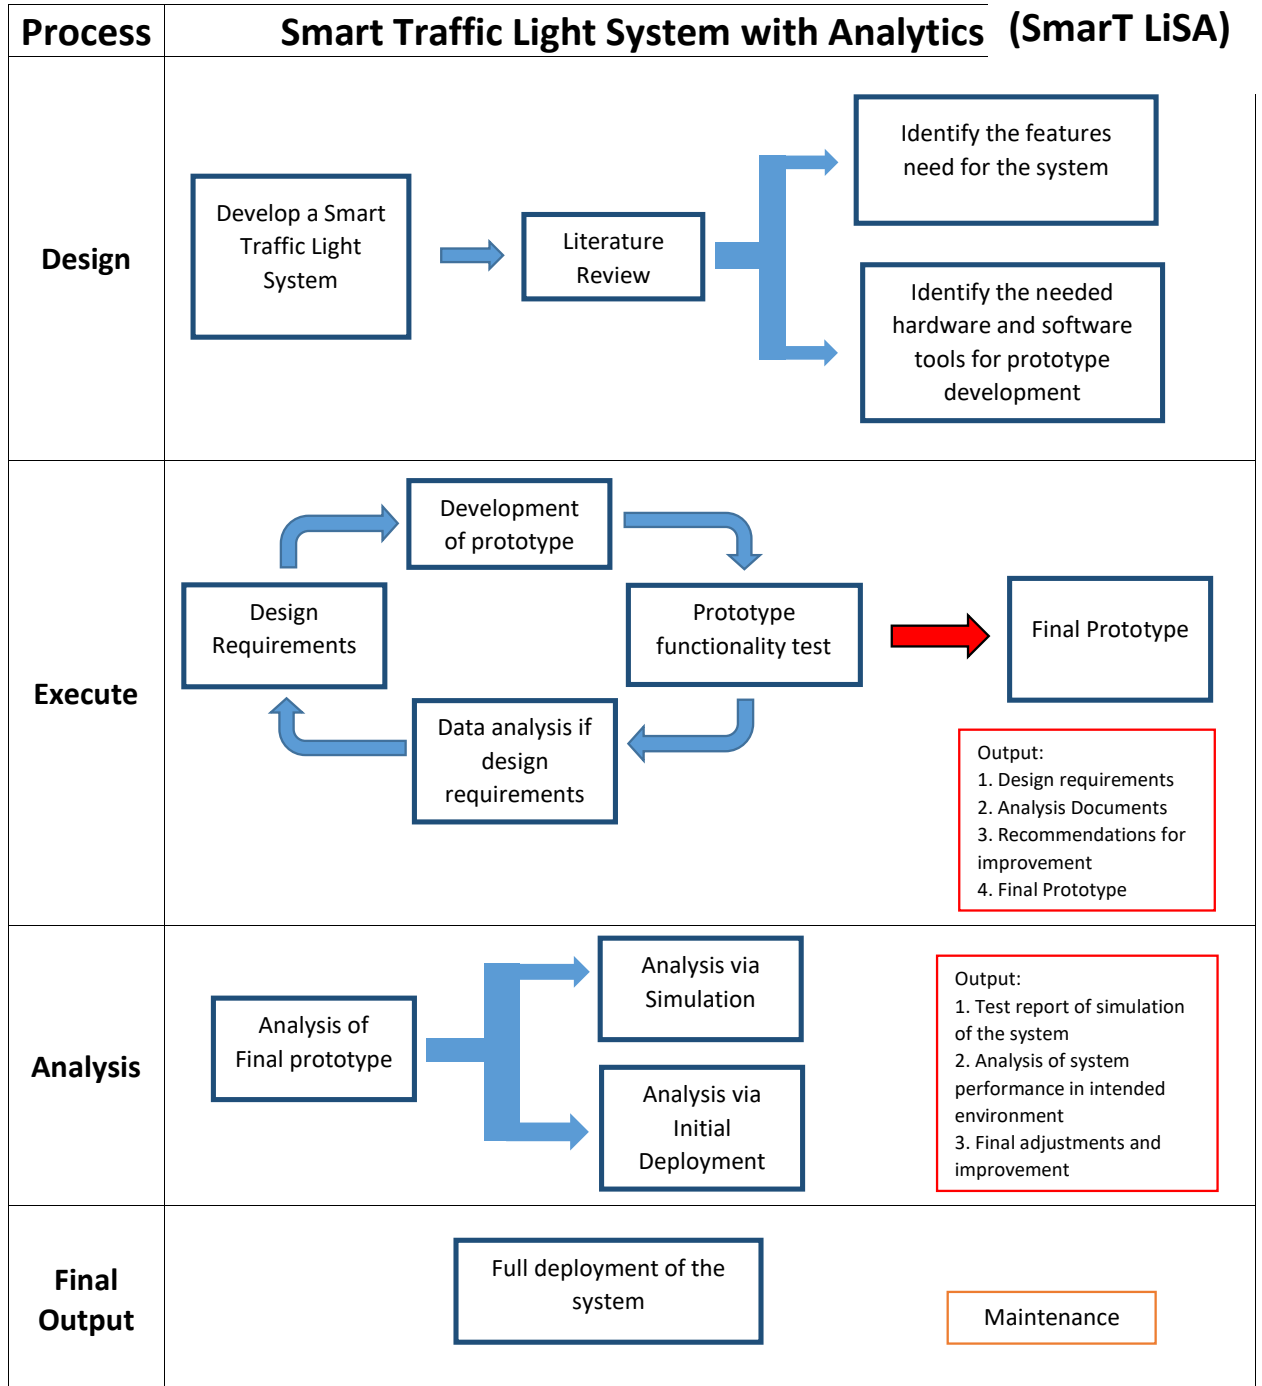 Process
Smart Traffic Light System with Analytics (SmarT LiSA)
Design
Develop a Smart
Traffic Light
System
Literature
Review
Identify the features
need for the system
Identify the needed
hardware and software
tools for prototype
development
Execute
Development
of prototype
Design
Requirements
Prototype
functionality test
Data analysis if
design
requirements
Final Prototype
Output:
1. Design requirements
2. Analysis Documents
3. Recommendations for
improvement
4. Final Prototype
Analysis
Analysis of
Final prototype
Analysis via
Simulation
Analysis via
Initial
Deployment
Output:
1. Test report of simulation
of the system
2. Analysis of system
performance in intended
environment
3. Final adjustments and
improvement
Final
Output
Full deployment of the
system
Maintenance